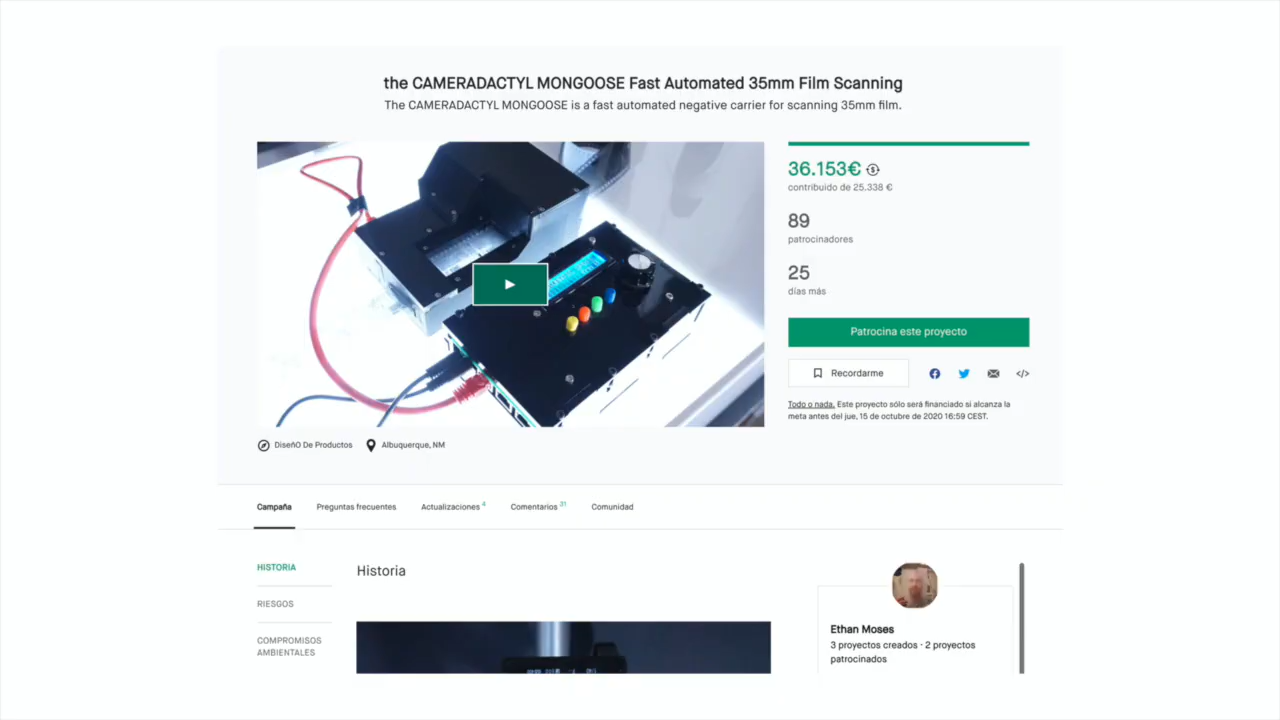 the CAMERADACTYL MONGOOSE Fast Automated 35mm Film Scanning
The CAMERADACTYL MONGOOSE is a fast automated negative carrier for scanning 35mm film.
36.153€
contribuido de 25.338 €
89
patrocinadores
25
días más
Patrocina este proyecto
Recordarme
Todo o nada. Este proyecto sólo será financiado si alcanza la
meta antes del jue, 15 de octubre de 2020 16:59 CEST.
DiseñO De Productos
Albuquerque, NM
Campaña
Preguntas frecuentes
Actualizaciones 4
Comentarios 31
Comunidad
HISTORIA
RIESGOS
COMPROMISOS
AMBIENTALES
Historia
Ethan Moses
3 proyectos creados · 2 proyectos
patrocinados